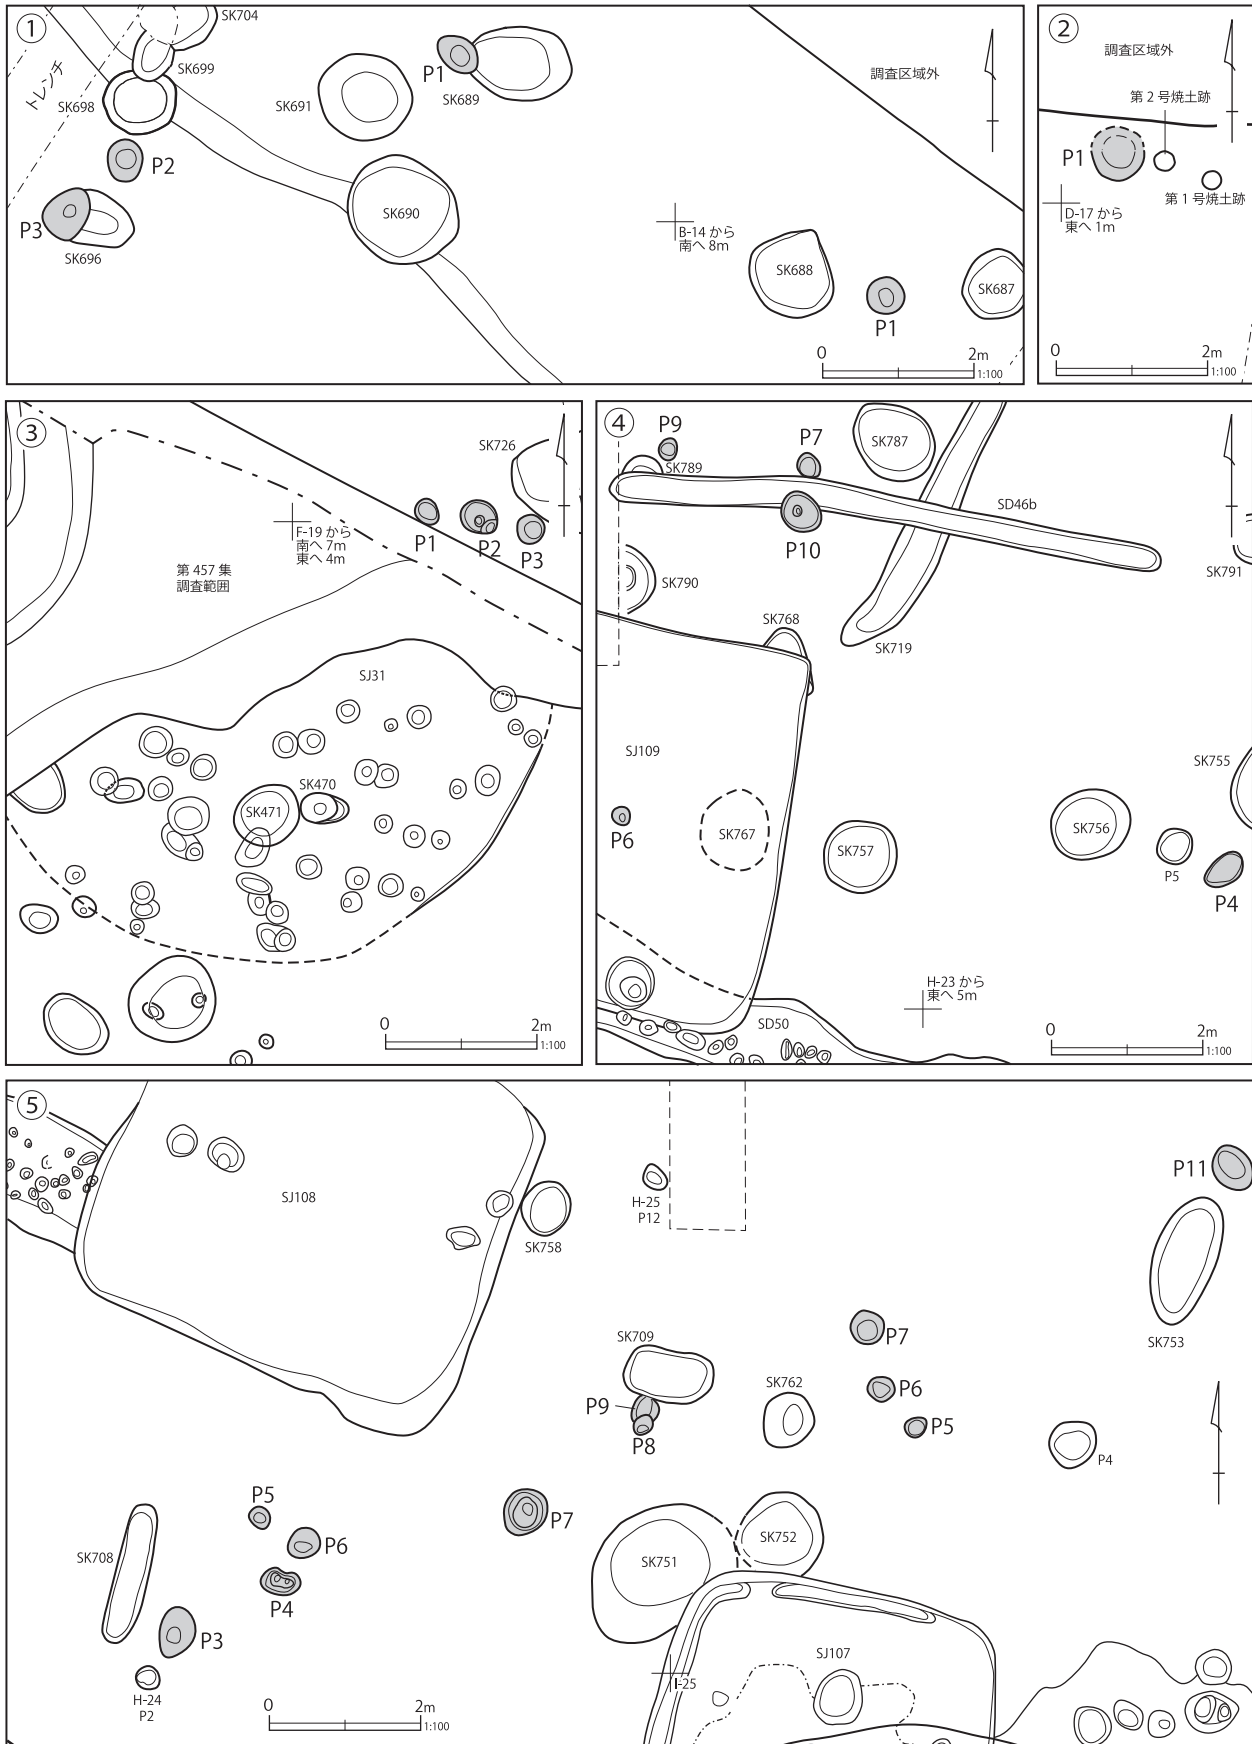 ①
SK704
トレンチ
SK699
SK698
SK691
P1
SK689
調査区域外
P2
P3
SK696
SK690
B-14 から
南へ 8m
SK688
P1
SK687
0
2m
1:100
②
調査区域外
第 2 号焼土跡
P1
第 1 号焼土跡
D-17 から
東へ 1m
0
2m
1:100
③
SK726
F-19 から
南へ 7m
東へ 4m
P1
P2
P3
第 457 集
調査範囲
SJ31
SK470
SK471
0
2m
1:100
④
P9
SK789
P7
SK787
SD46b
P10
SK790
SK791
SK768
SK719
SJ109
SK755
P6
SK767
SK757
SK756
P5
P4
H-23 から
東へ 5m
SD50
0
2m
1:100
⑤
SJ108
SK758
H-25
P12
P11
SK753
SK709
P7
SK762
P6
P9
P8
P5
P4
P5
P6
P7
SK708
P4
P3
SK751
SK752
H-24
P2
SJ107
I-25
0
2m
1:100